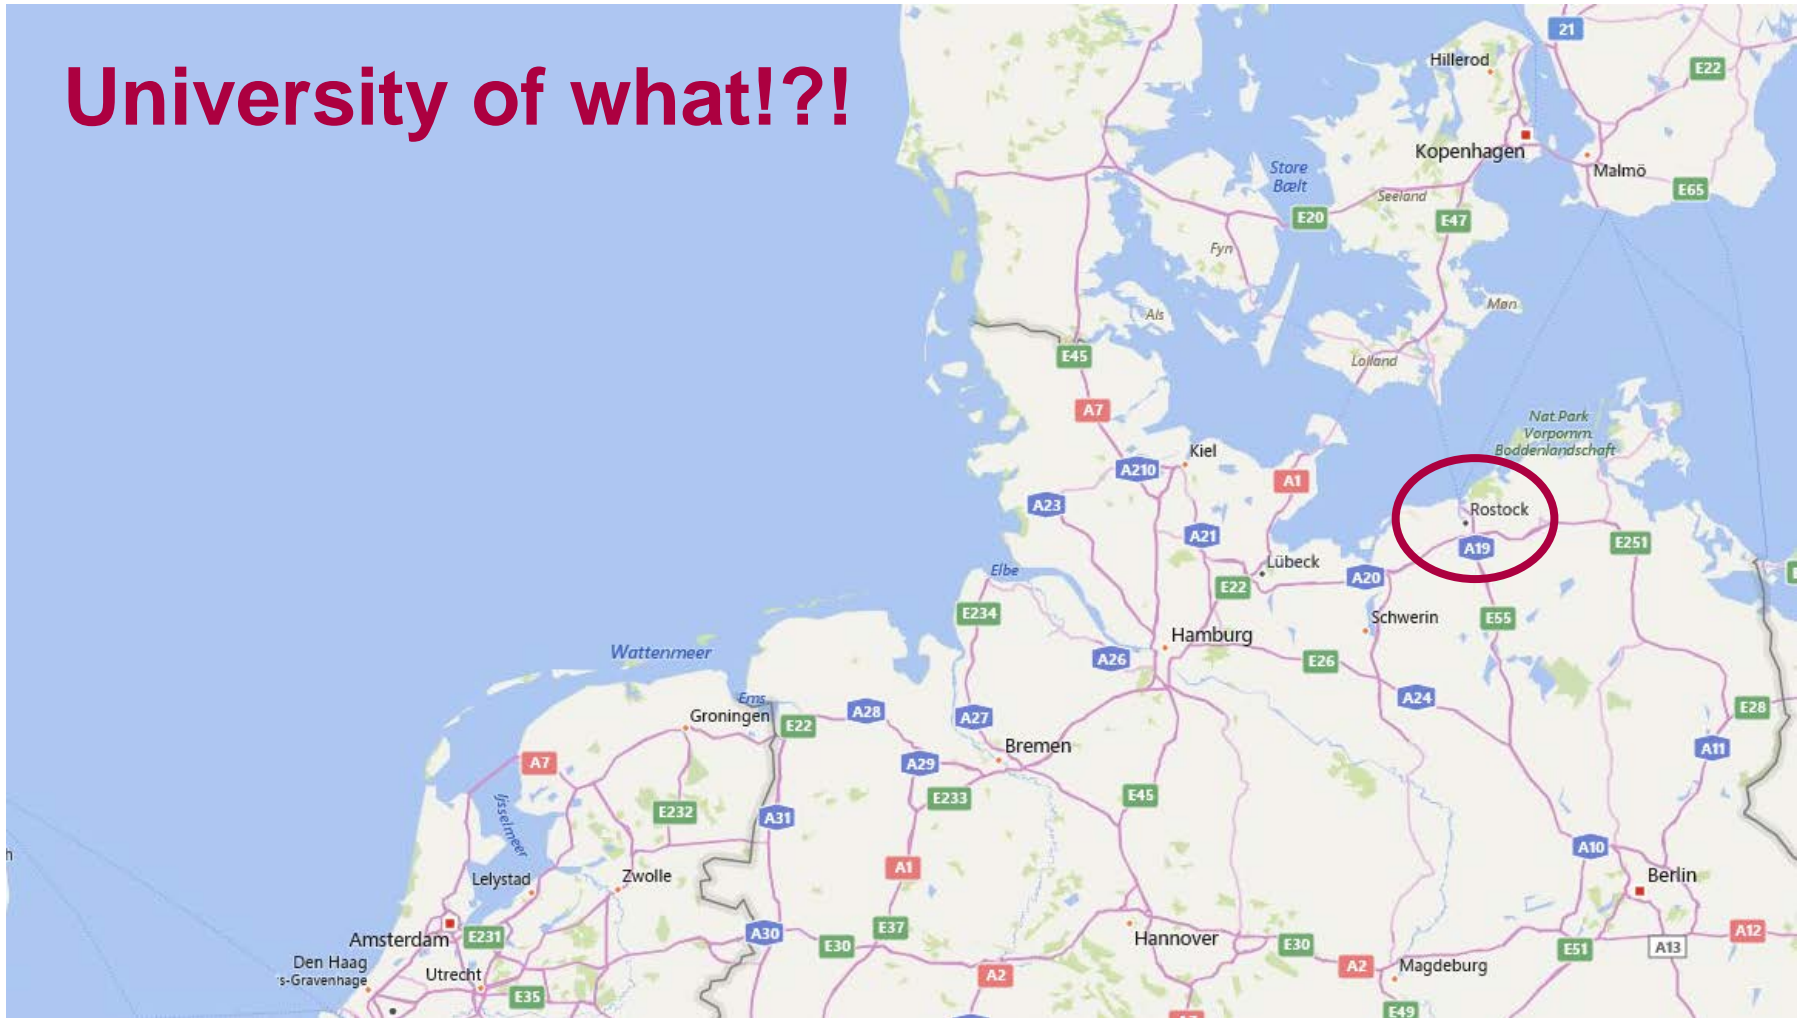 University of what!?!
21
Hillerod
E22
Kopenhagen
Malmö
Store
Bælt
Seeland
E65
E20
E47
Fyn
Møn
Als
Lolland
E45
A7
Nat.Park
Vorpomm.
Boddenlandschaft
Kiel
A210
A1
A23
Rostock
A21
A19
E251
Lübeck
Elbe
A20
E22
E234
Schwerin
E55
Hamburg
Wattenmeer
A26
E26
Ems
A24
Groningen
E22
A28
A27
E28
Bremen
A11
A7
A29
E233
E45
Ijsselmeer
E232
A31
A10
h
A1
Lelystad
Zwolle
Berlin
Amsterdam
E231
A30
E30
E37
Hannover
E30
E51
A13
A12
Den Haag
's-Gravenhage
Utrecht
A2
A2
Magdeburg
E35
E49